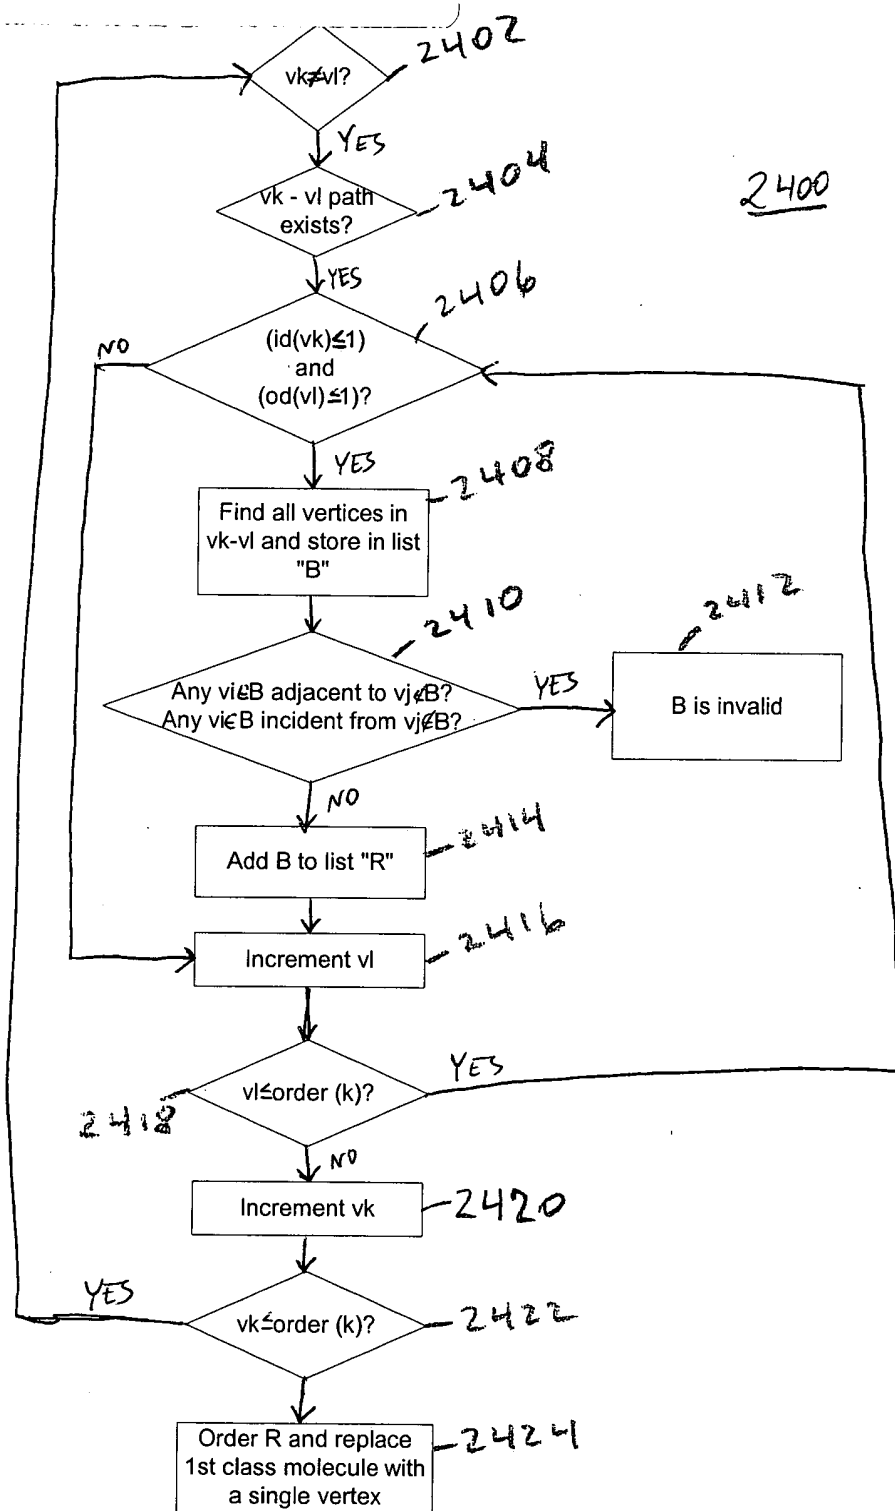 2402
vk≠vl?
YES
2400
2404
vk - vl path
exists?
YES
2406
NO
(id(vk)≤1)
and
(od(vl)≤1)?
YES
2408
Find all vertices in
vk-vl and store in list
"B"
2410
2412
Any vi∈B adjacent to vj∉B?
Any vi∈B incident from vj∉B?
YES
B is invalid
NO
2414
Add B to list "R"
2416
Increment vl
YES
vl≤order (k)?
2418
NO
Increment vk
2420
YES
vk≤order (k)?
2422
Order R and replace
1st class molecule with
a single vertex
2424